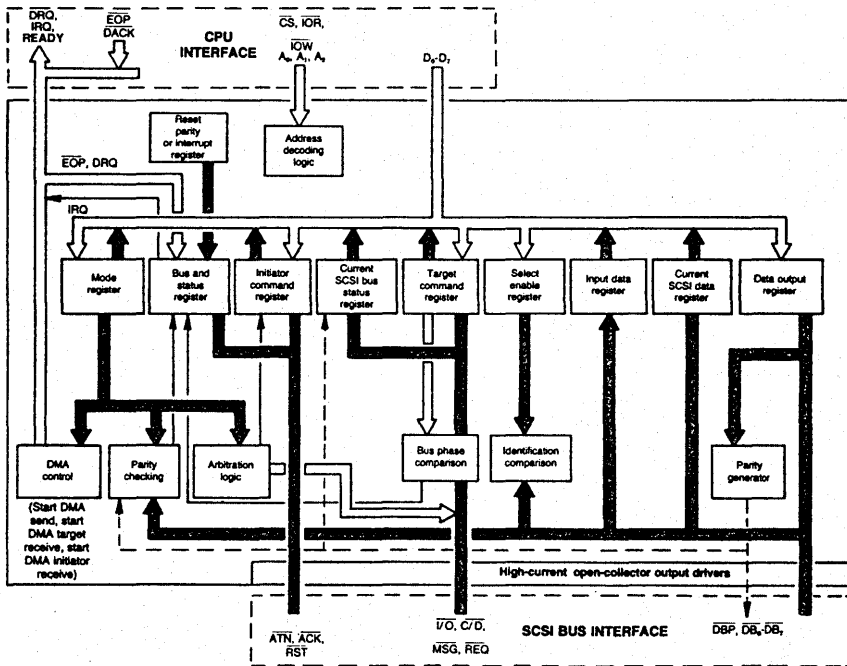 DRQ,
IRQ,
READY
EOP
DACK
CPU
INTERFACE
CS, IOR,
IOW
A₀, A₁, A₂
D₀-D₇
Reset
parity
or interrupt
register
Address
decoding
logic
EOP, DRQ
IRQ
Mode
register
Bus and
status
register
Initiator
command
register
Current
SCSI bus
status
register
Target
command
register
Select
enable
register
Input data
register
Current
SCSI data
register
Data output
register
DMA
control
Parity
checking
Arbitration
logic
Bus phase
comparison
Identification
comparison
Parity
generator
(Start DMA
send, start
DMA target
receive, start
DMA initiator
receive)
High-current open-collector output drivers
ATN, ACK,
RST
I/O, C/D,
MSG, REQ
SCSI BUS INTERFACE
DBP, DB₀-DB₇